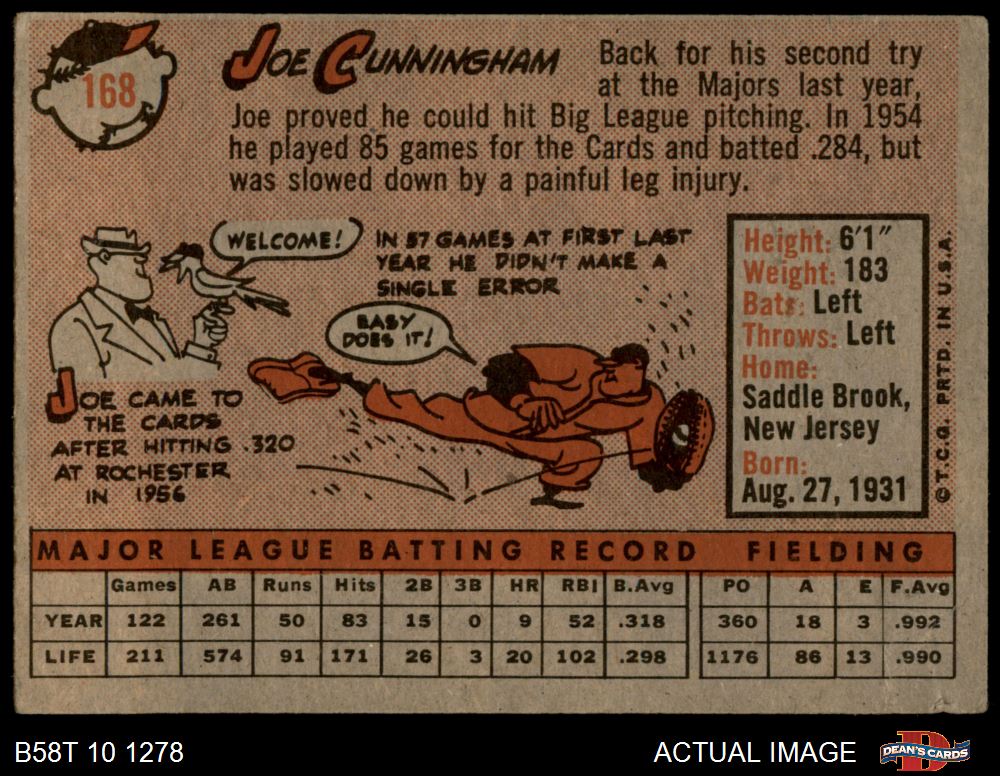 168
JOE CUNNINGHAM
Back for his second try
at the Majors last year,
Joe proved he could hit Big League pitching. In 1954
he played 85 games for the Cards and batted .284, but
was slowed down by a painful leg injury.
WELCOME!
JOE CAME TO
THE CARDS
AFTER HITTING .320
AT ROCHESTER
IN 1956
IN 57 GAMES AT FIRST LAST
YEAR HE DIDN'T MAKE A
SINGLE ERROR
EASY
DOES IT!
Height: 6'1"
Weight: 183
Bats: Left
Throws: Left
Home:
Saddle Brook,
New Jersey
Born:
Aug. 27, 1931
© T.C.G. PRTD. IN U.S.A.
MAJOR LEAGUE BATTING RECORD FIELDING
Games AB Runs Hits 2B 3B HR RBI B.Avg PO A E F.Avg
YEAR 122 261 50 83 15 0 9 52 .318 360 18 3 .992
LIFE 211 574 91 171 26 3 20 102 .298 1176 86 13 .990
B58T 10 1278
ACTUAL IMAGE
D
DEAN'S CARDS